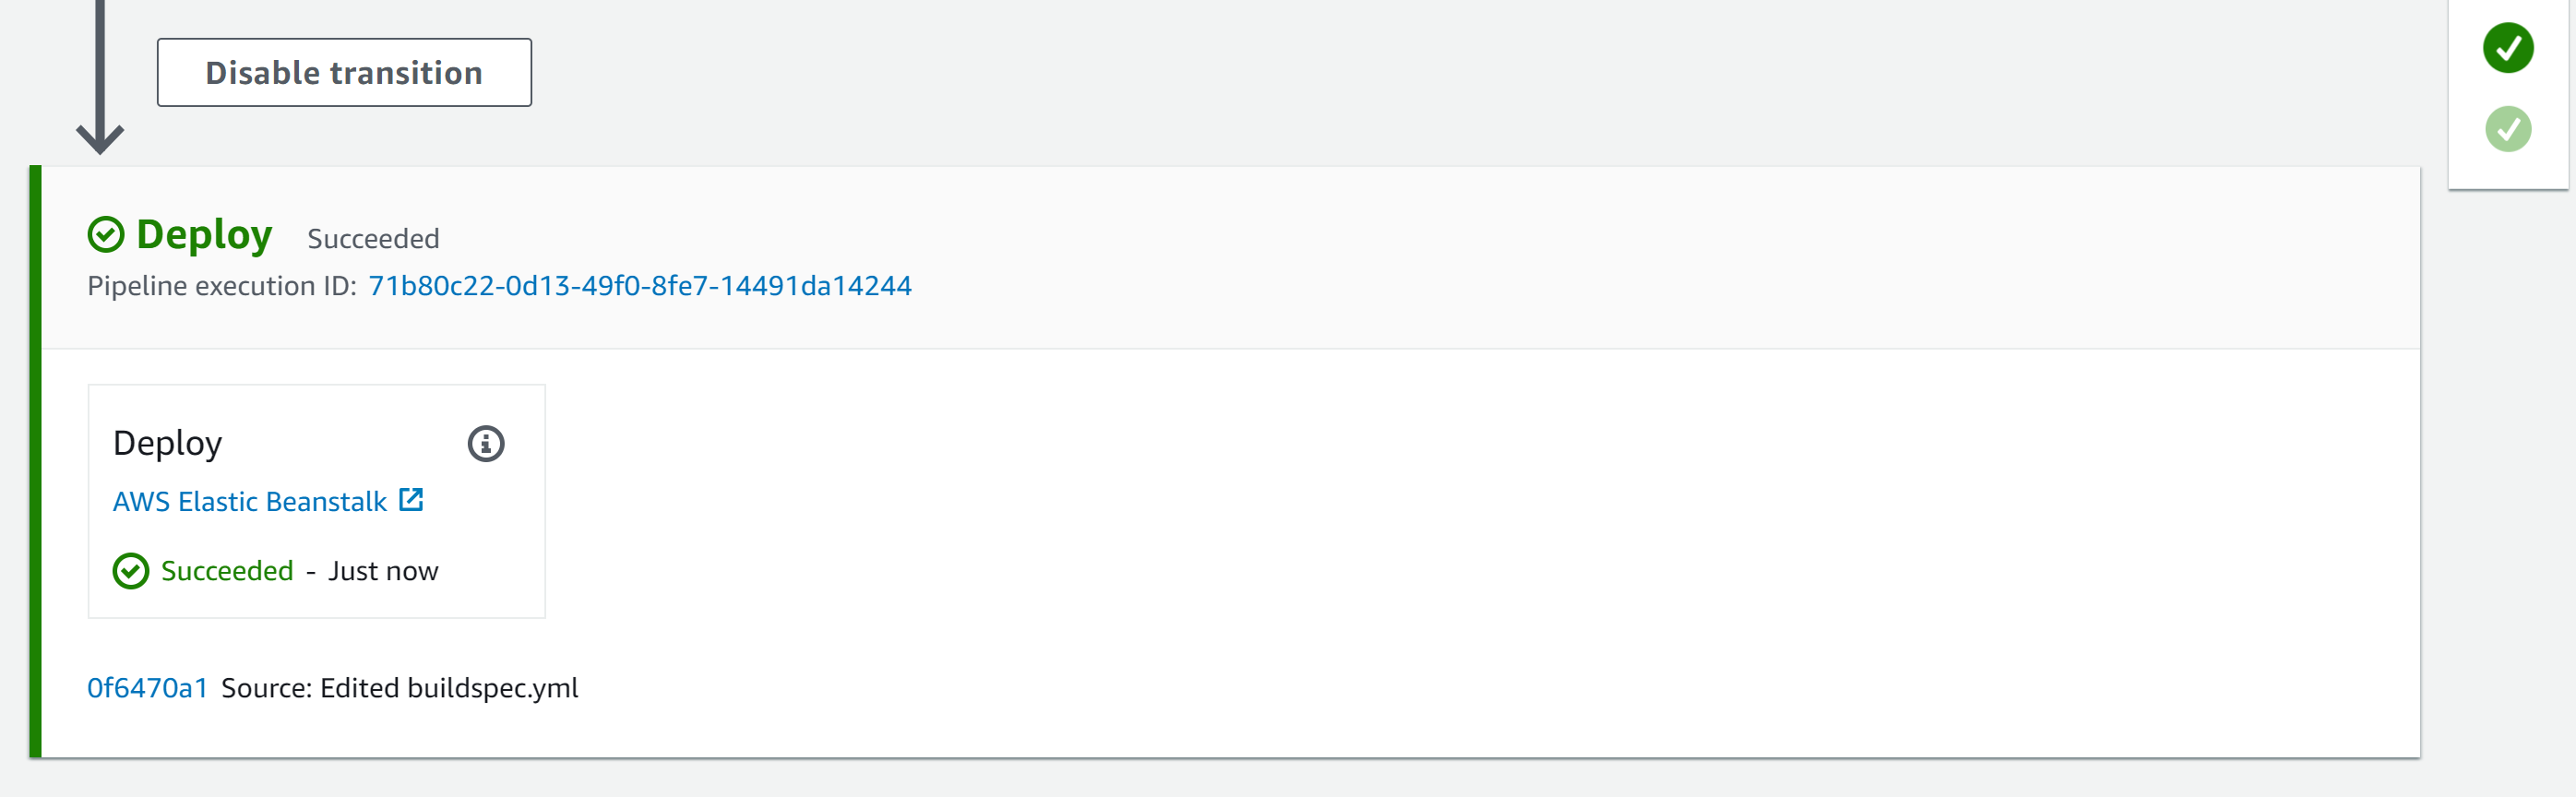 Disable transition
Deploy Succeeded
Pipeline execution ID: 71b80c22-0d13-49f0-8fe7-14491da14244
Deploy
AWS Elastic Beanstalk
Succeeded - Just now
0f6470a1 Source: Edited buildspec.yml